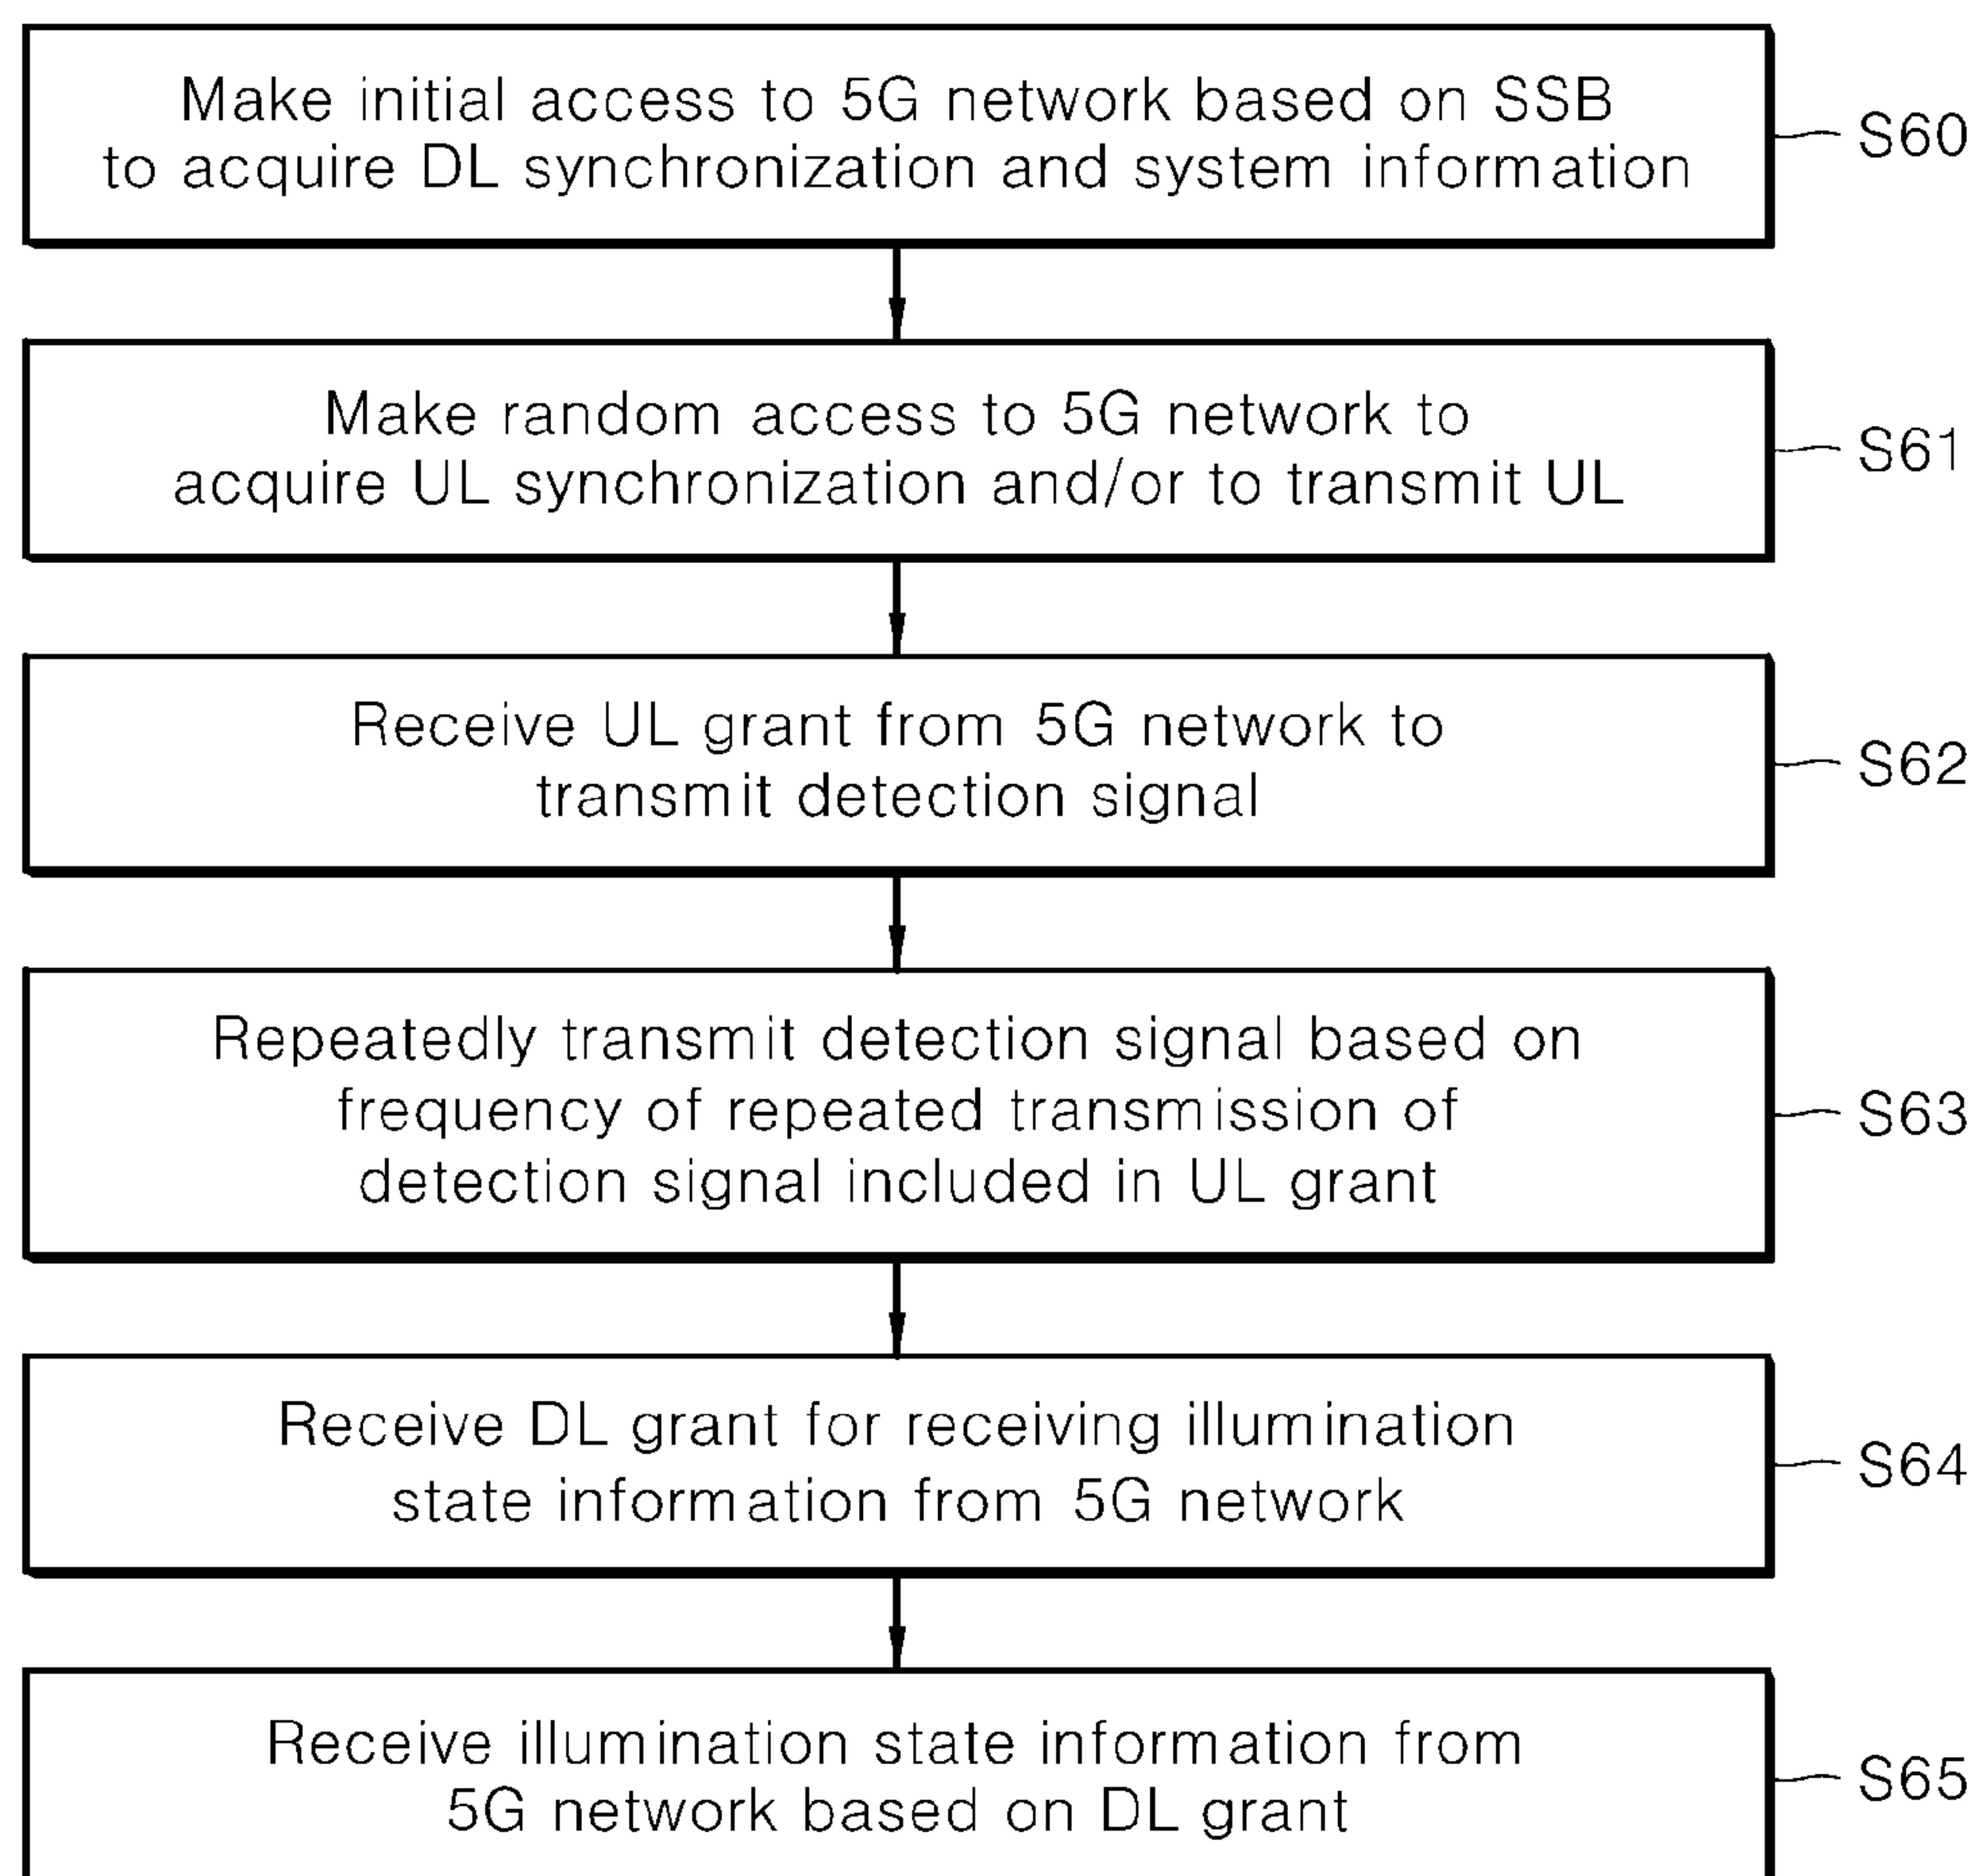 Make initial access to 5G network based on SSB
to acquire DL synchronization and system information
S60
Make random access to 5G network to
acquire UL synchronization and/or to transmit UL
S61
Receive UL grant from 5G network to
transmit detection signal
S62
Repeatedly transmit detection signal based on
frequency of repeated transmission of
detection signal included in UL grant
S63
Receive DL grant for receiving illumination
state information from 5G network
S64
Receive illumination state information from
5G network based on DL grant
S65